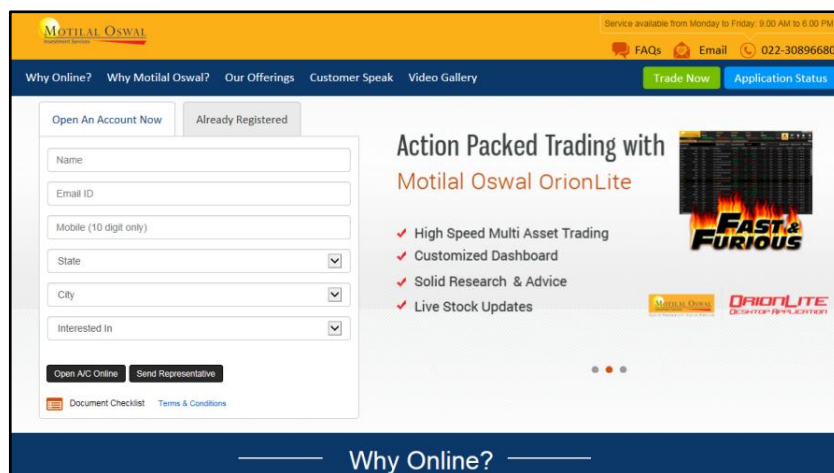 Service available from Monday to Friday: 9.00 AM to 6.00 PM
MOTILAL OSWAL
Investment Services
FAQs Email 022-30896680
Why Online? Why Motilal Oswal? Our Offerings Customer Speak Video Gallery Trade Now Application Status
Open An Account Now Already Registered
Name
Email ID
Mobile (10 digit only)
State
City
Interested In
Open A/C Online Send Representative
Document Checklist Terms & Conditions
Action Packed Trading with
Motilal Oswal OrionLite
High Speed Multi Asset Trading
Customized Dashboard
Solid Research & Advice
Live Stock Updates
FAST &
FURIOUS
MOTILAL OSWAL
ORIONLITE
DESKTOP APPLICATION
Why Online?